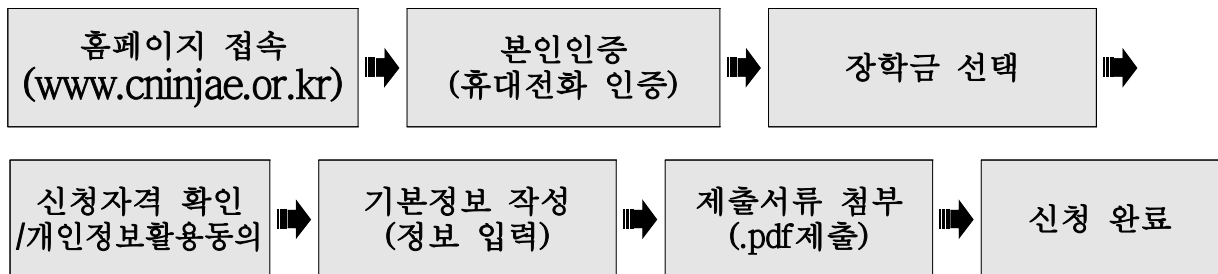 홈페이지 접속
(www.cninjae.or.kr)
본인인증
(휴대전화 인증)
장학금 선택
신청자격 확인
/개인정보활용동의
기본정보 작성
(정보 입력)
제출서류 첨부
(.pdf제출)
신청 완료